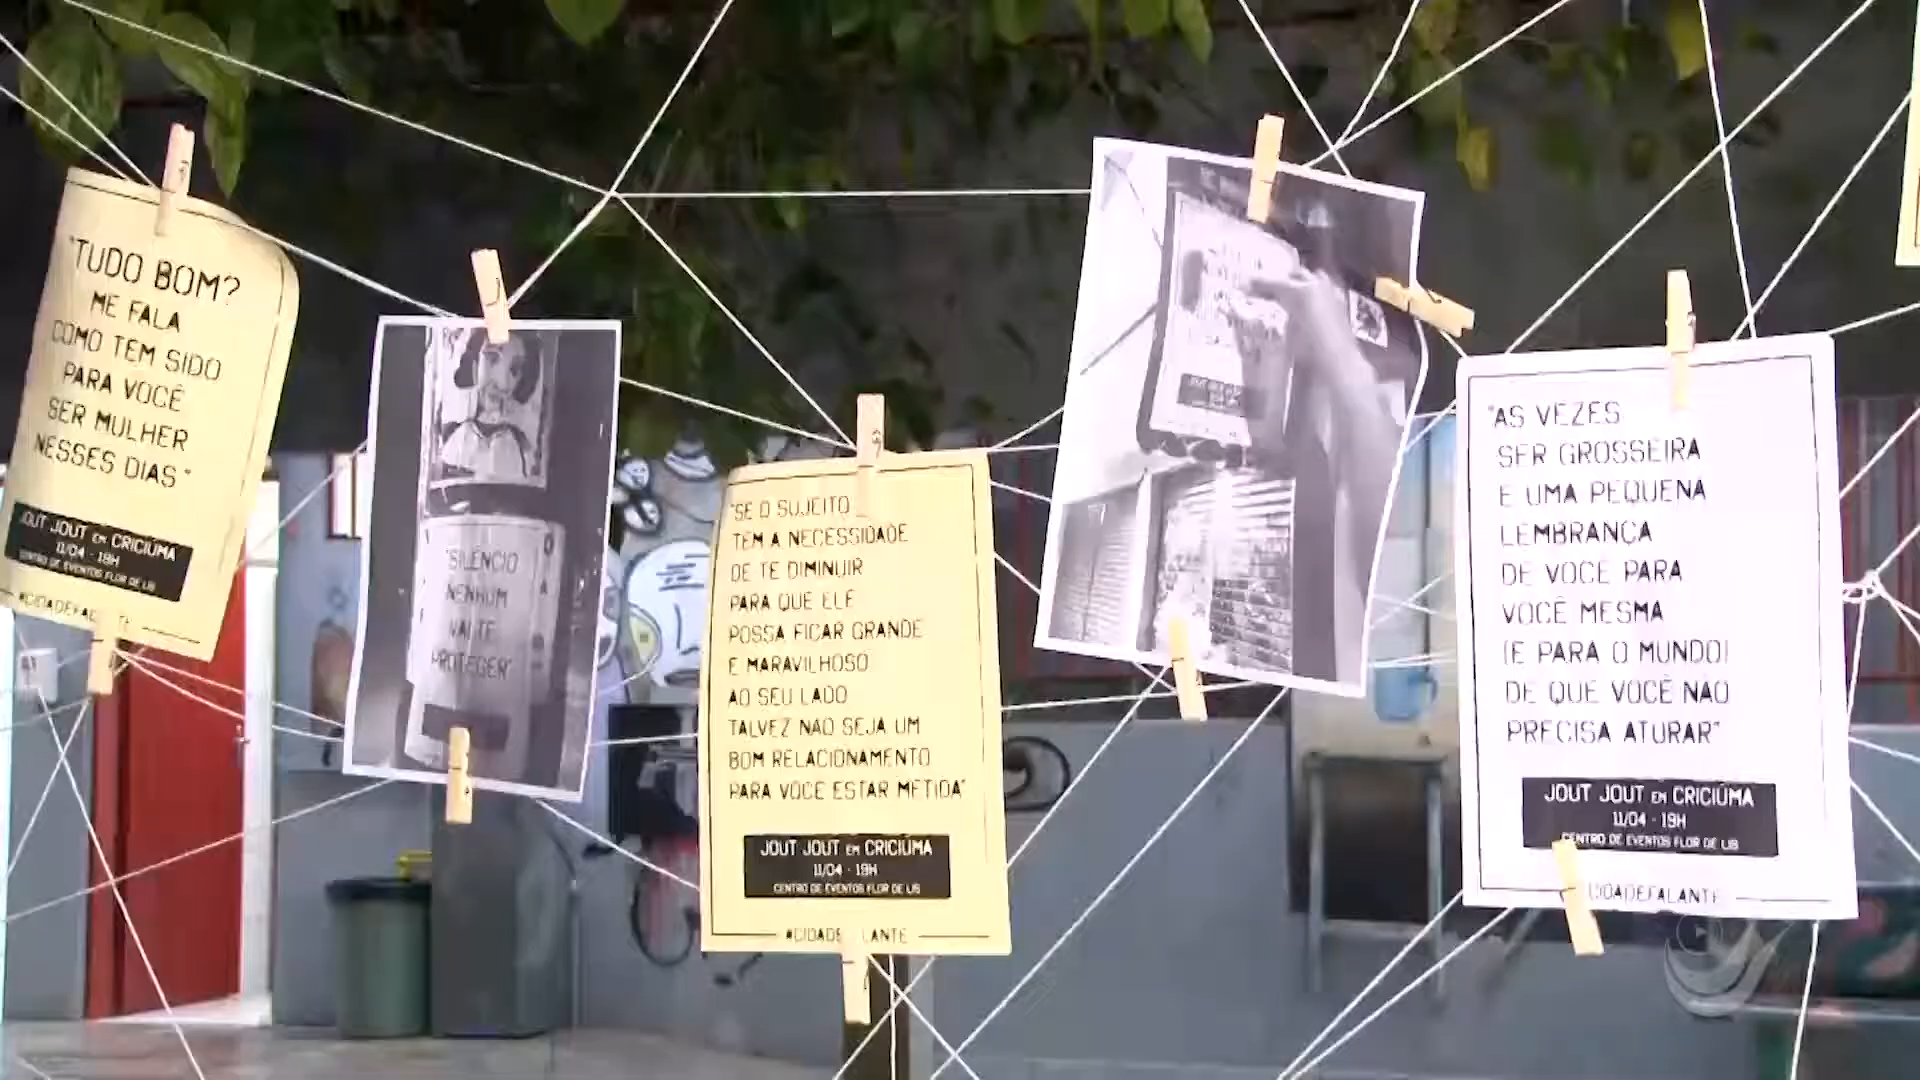 "TUDO BOM?
ME FALA
COMO TEM SIDO
PARA VOCÊ
SER MULHER
NESSES DIAS"
JOUT JOUT EM CRICIÚMA
11/04 - 19H
CENTRO DE EVENTOS FLOR DE LIS
"SILÊNCIO
NENHUM
VAI TE
PROTEGER"
"SE O SUJEITO
TEM A NECESSIDADE
DE TE DIMINUIR
PARA QUE ELE
POSSA FICAR GRANDE
E MARAVILHOSO
AO SEU LADO
TALVEZ NÃO SEJA UM
BOM RELACIONAMENTO
PARA VOCÊ ESTAR METIDA"
JOUT JOUT EM CRICIÚMA
11/04 - 19H
CENTRO DE EVENTOS FLOR DE LIS
"AS VEZES
SER GROSSEIRA
É UMA PEQUENA
LEMBRANÇA
DE VOCÊ PARA
VOCÊ MESMA
(E PARA O MUNDO)
DE QUE VOCÊ NÃO
PRECISA ATURAR"
JOUT JOUT EM CRICIÚMA
11/04 - 19H
CENTRO DE EVENTOS FLOR DE LIS
CIDADEFALANTE